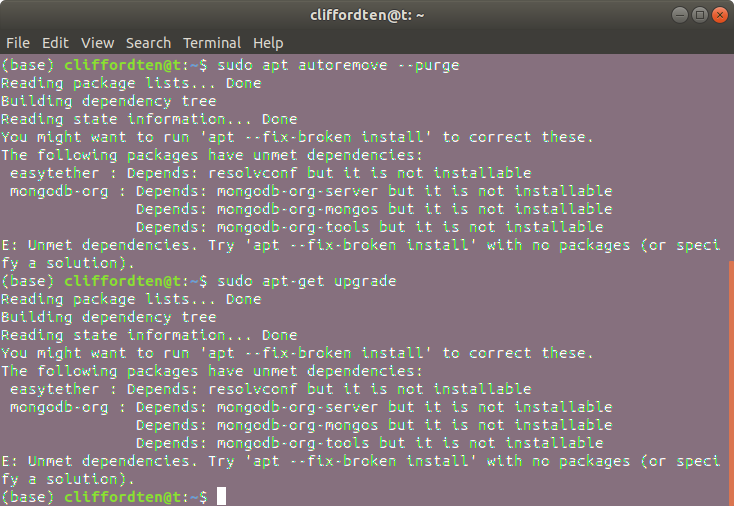 cliffordten@t: ~
File Edit View Search Terminal Help
(base) cliffordten@t:~$ sudo apt autoremove --purge
Reading package lists... Done
Building dependency tree
Reading state information... Done
You might want to run 'apt --fix-broken install' to correct these.
The following packages have unmet dependencies:
 easytether : Depends: resolvconf but it is not installable
 mongodb-org : Depends: mongodb-org-server but it is not installable
               Depends: mongodb-org-mongos but it is not installable
               Depends: mongodb-org-tools but it is not installable
E: Unmet dependencies. Try 'apt --fix-broken install' with no packages (or speci
fy a solution).
(base) cliffordten@t:~$ sudo apt-get upgrade
Reading package lists... Done
Building dependency tree
Reading state information... Done
You might want to run 'apt --fix-broken install' to correct these.
The following packages have unmet dependencies:
 easytether : Depends: resolvconf but it is not installable
 mongodb-org : Depends: mongodb-org-server but it is not installable
               Depends: mongodb-org-mongos but it is not installable
               Depends: mongodb-org-tools but it is not installable
E: Unmet dependencies. Try 'apt --fix-broken install' with no packages (or speci
fy a solution).
(base) cliffordten@t:~$